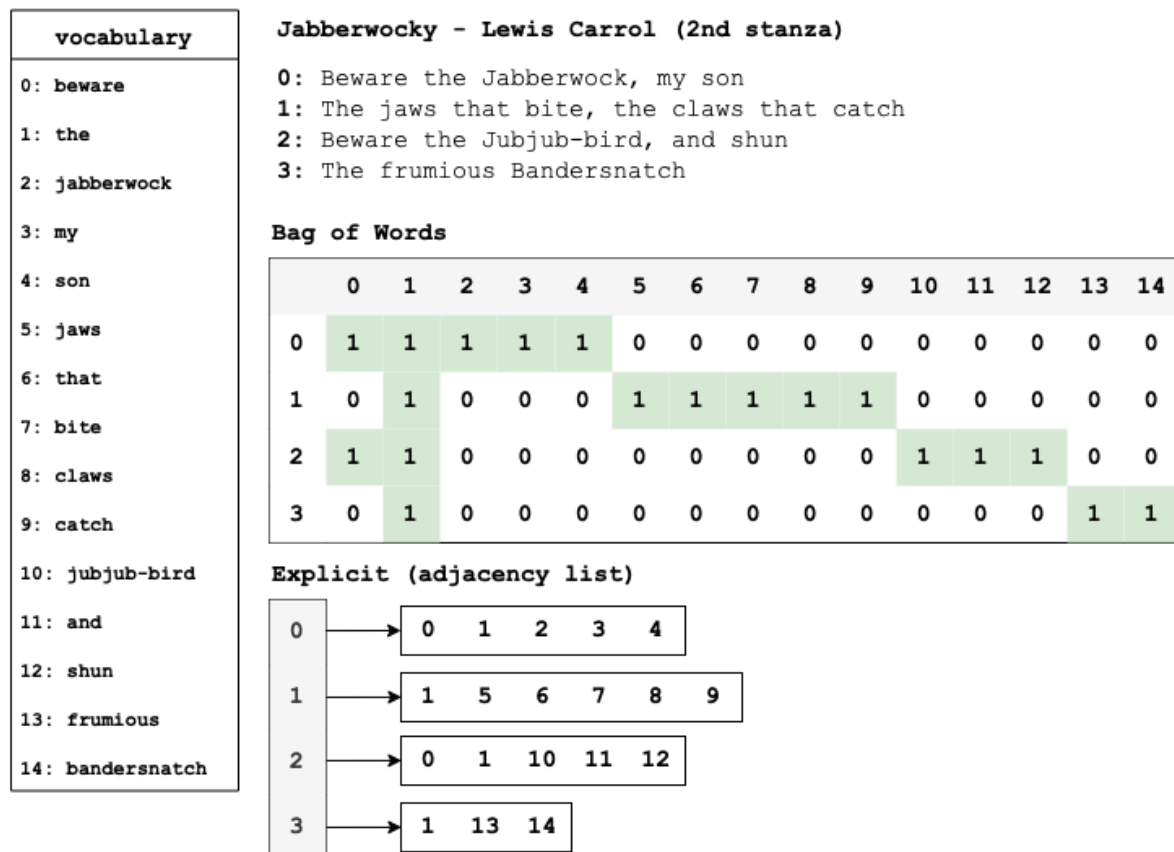 vocabulary
0: beware
1: the
2: jabberwock
3: my
4: son
5: jaws
6: that
7: bite
8: claws
9: catch
10: jubjub-bird
11: and
12: shun
13: frumious
14: bandersnatch
Jabberwocky - Lewis Carrol (2nd stanza)
0: Beware the Jabberwock, my son
1: The jaws that bite, the claws that catch
2: Beware the Jubjub-bird, and shun
3: The frumious Bandersnatch
Bag of Words
0 1 2 3 4 5 6 7 8 9 10 11 12 13 14
0 1 1 1 1 1 0 0 0 0 0 0 0 0 0 0
1 0 1 0 0 0 1 1 1 1 1 0 0 0 0 0
2 1 1 0 0 0 0 0 0 0 0 1 1 1 0 0
3 0 1 0 0 0 0 0 0 0 0 0 0 0 1 1
Explicit (adjacency list)
0 0 1 2 3 4
1 1 5 6 7 8 9
2 0 1 10 11 12
3 1 13 14